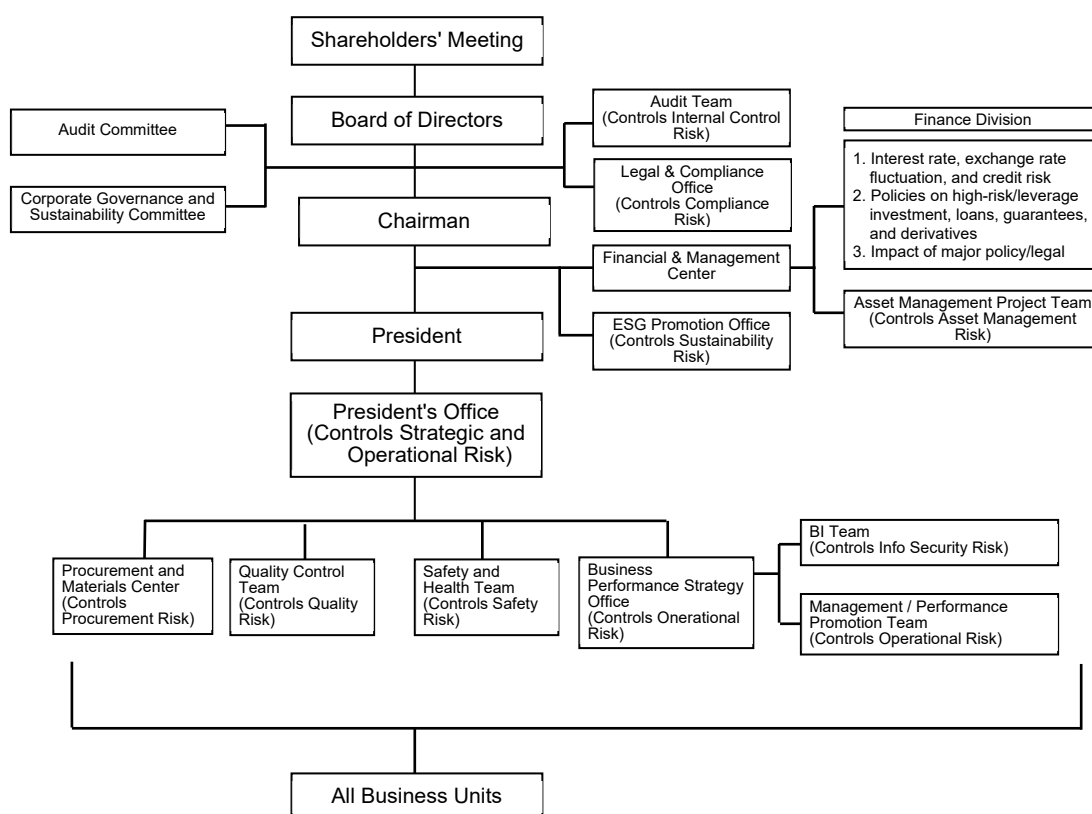 Shareholders' Meeting
Board of Directors
Audit Committee
Corporate Governance and
Sustainability Committee
Audit Team
(Controls Internal Control
Risk)
Legal & Compliance
Office
(Controls Compliance
Risk)
Finance Division
1. Interest rate, exchange rate
fluctuation, and credit risk
2. Policies on high-risk/leverage
investment, loans, guarantees,
and derivatives
3. Impact of major policy/legal
Chairman
Financial & Management
Center
Asset Management Project Team
(Controls Asset Management
Risk)
ESG Promotion Office
(Controls Sustainability
Risk)
President
President's Office
(Controls Strategic and
Operational Risk)
Procurement and
Materials Center
(Controls
Procurement Risk)
Quality Control
Team
(Controls Quality
Risk)
Safety and
Health Team
(Controls Safety
Risk)
Business
Performance Strategy
Office
(Controls Onerational
Risk)
BI Team
(Controls Info Security Risk)
Management / Performance
Promotion Team
(Controls Operational Risk)
All Business Units